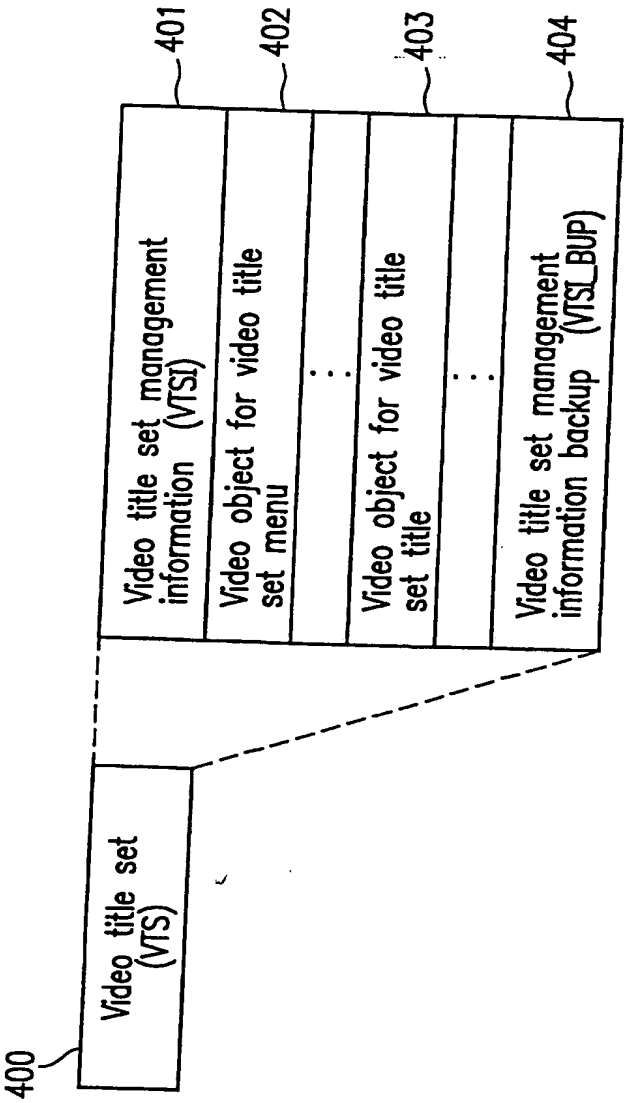 400
Video title set
(VTS)
Video title set management
information (VTSI)
401
Video object for video title
set menu
402
⋮
Video object for video title
set title
403
⋮
Video title set management
information backup (VTSI_BUP)
404